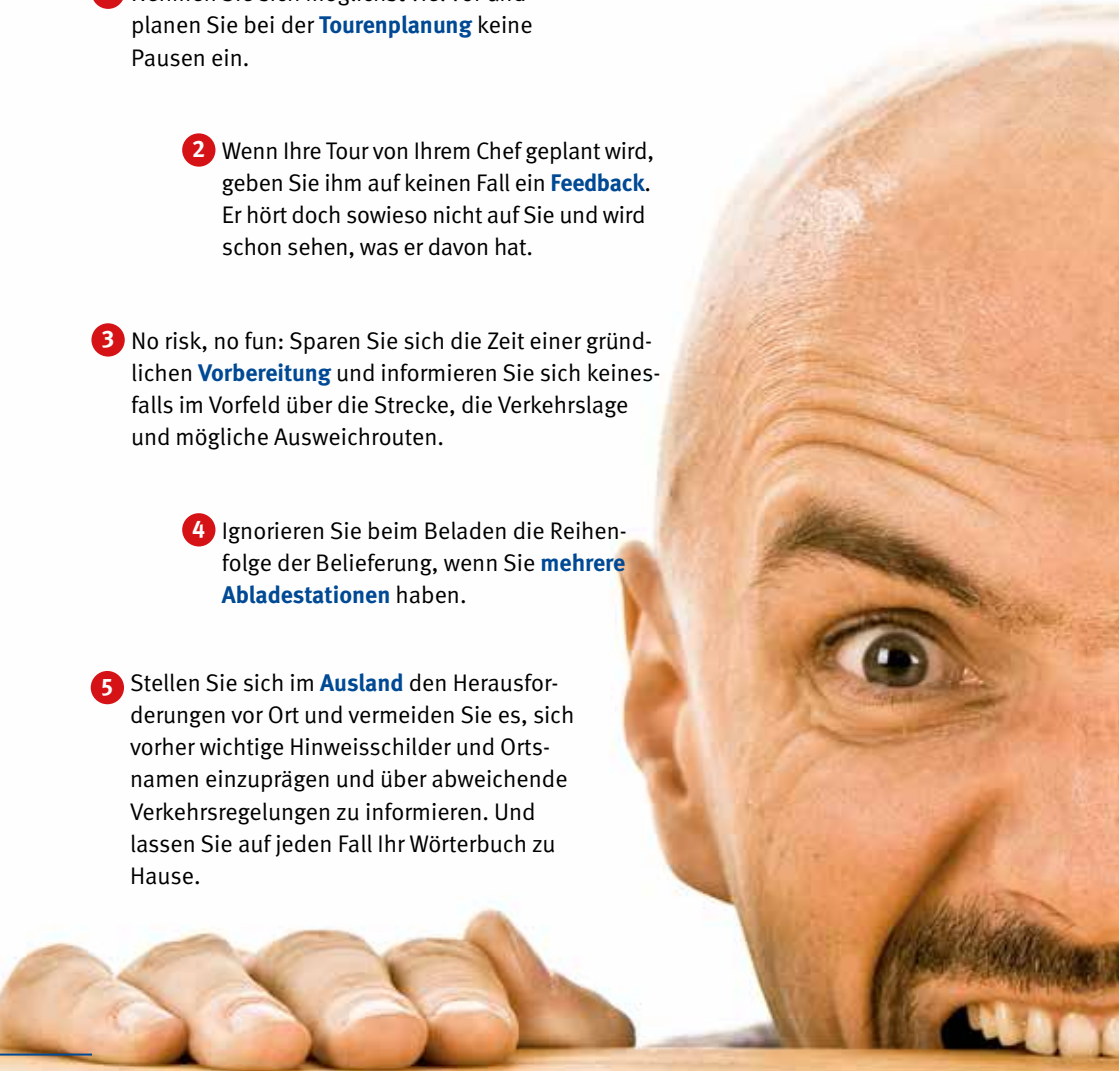 planen Sie bei der Tourenplanung keine
Pausen ein.
2 Wenn Ihre Tour von Ihrem Chef geplant wird,
geben Sie ihm auf keinen Fall ein Feedback.
Er hört doch sowieso nicht auf Sie und wird
schon sehen, was er davon hat.
3 No risk, no fun: Sparen Sie sich die Zeit einer gründ-
lichen Vorbereitung und informieren Sie sich keines-
falls im Vorfeld über die Strecke, die Verkehrslage
und mögliche Ausweichrouten.
4 Ignorieren Sie beim Beladen die Reihen-
folge der Belieferung, wenn Sie mehrere
Abladestationen haben.
5 Stellen Sie sich im Ausland den Herausfor-
derungen vor Ort und vermeiden Sie es, sich
vorher wichtige Hinweisschilder und Orts-
namen einzuprägen und über abweichende
Verkehrsregelungen zu informieren. Und
lassen Sie auf jeden Fall Ihr Wörterbuch zu
Hause.